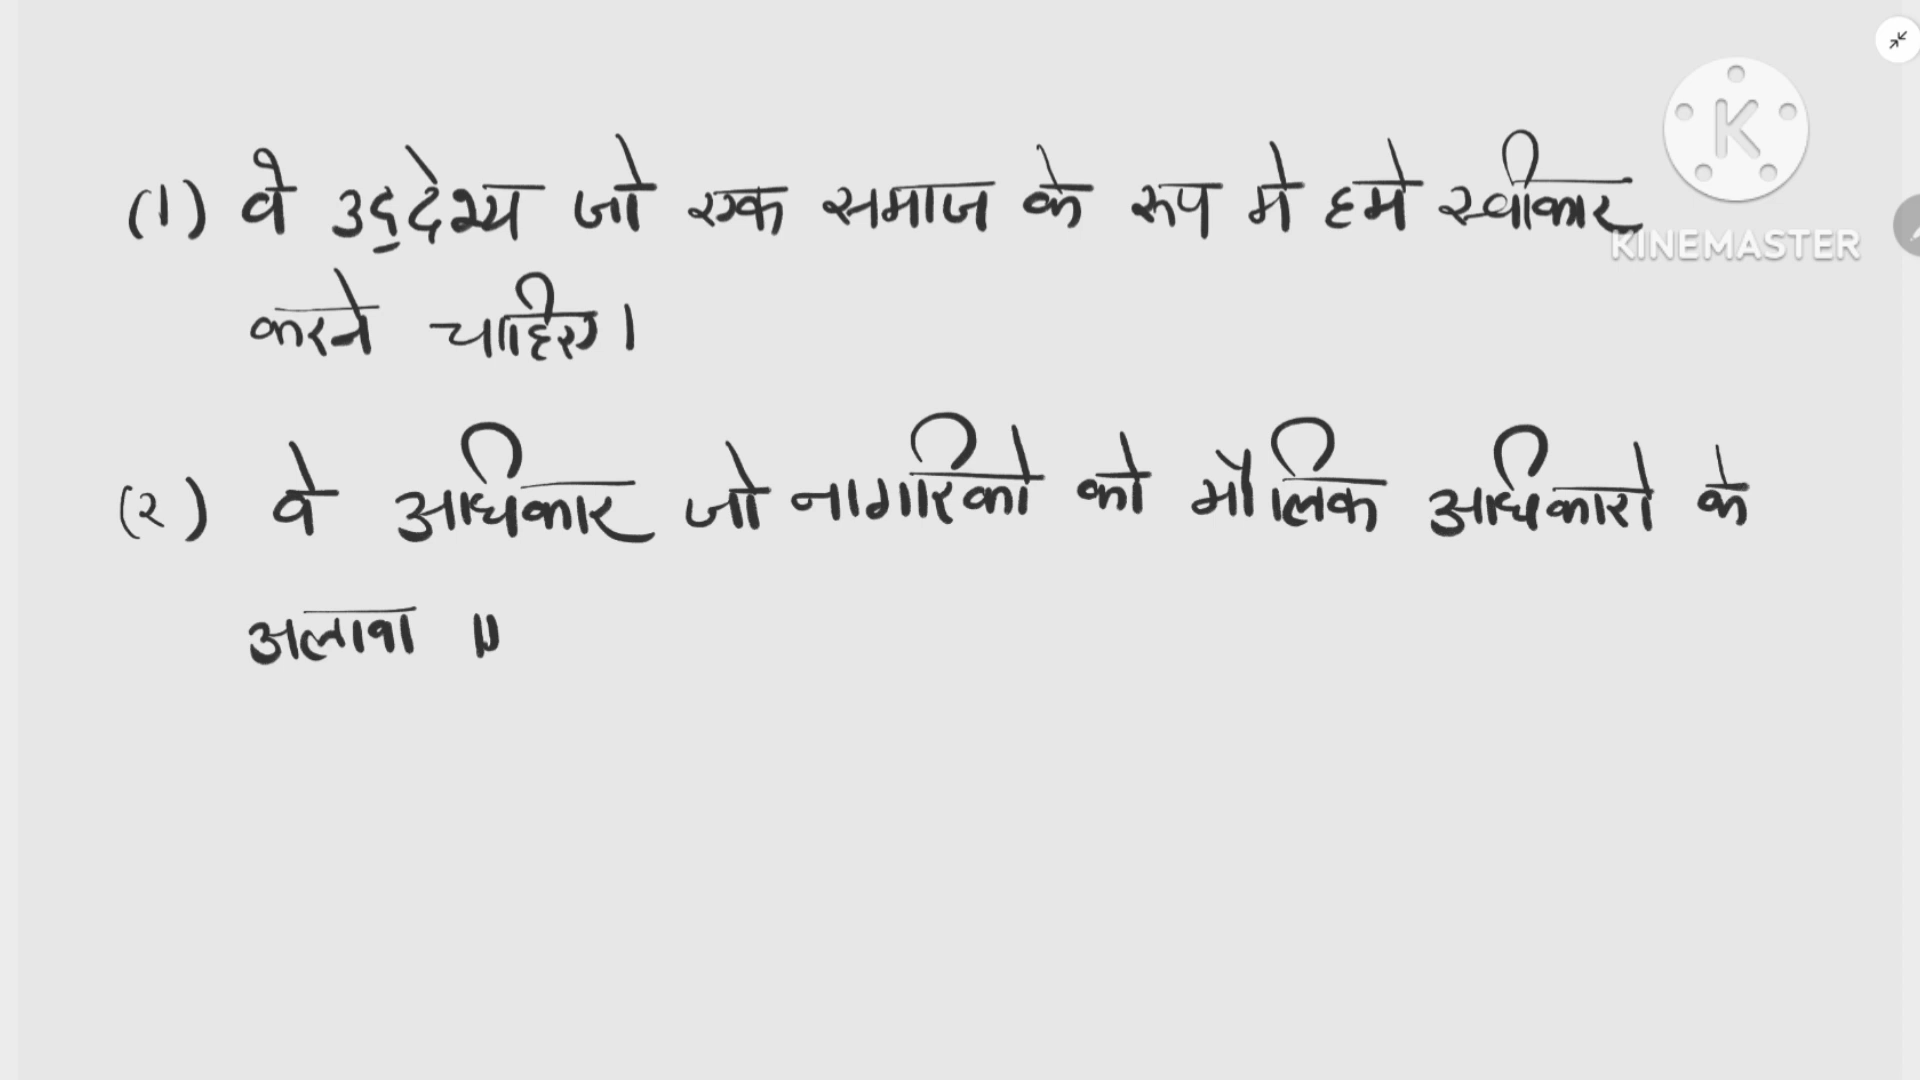 (1) वे उद्देश्य जो एक समाज के रूप मे हमे स्वीकार
K
KINEMASTER
करने चाहिए।
(२) वे अधिकार जो नागरिको को मौलिक अधिकारो के
अलावा